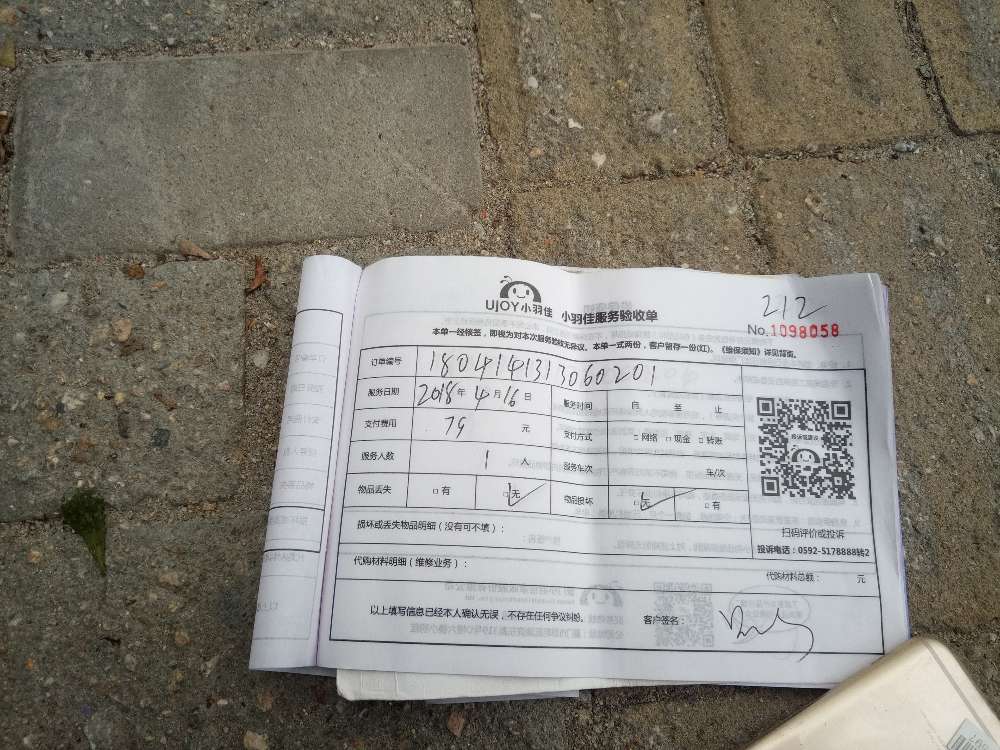 212
UJOY小羽佳 小羽佳服务验收单
No.1098058
本单一经核签，即视为对本次服务验收无异议。本单一式两份，客户留存一份(红)。《维保须知》详见背页。
订单编号 180414131306020​1
服务日期 2018年4月16日 服务时间 自 至 止
支付费用 79 元 支付方式 □网络 □现金 □转账
服务人数 1 人 服务车次 车/次
物品丢失 □有 □无 物品损坏 □无 □有
损坏或丢失物品明细（没有可不填）：
扫码评价或投诉
投诉电话：0592-5178888转2
代购材料明细（维修业务）：
代购材料总额： 元
以上填写信息已经本人确认无误，不存在任何争议纠纷。 客户签名：